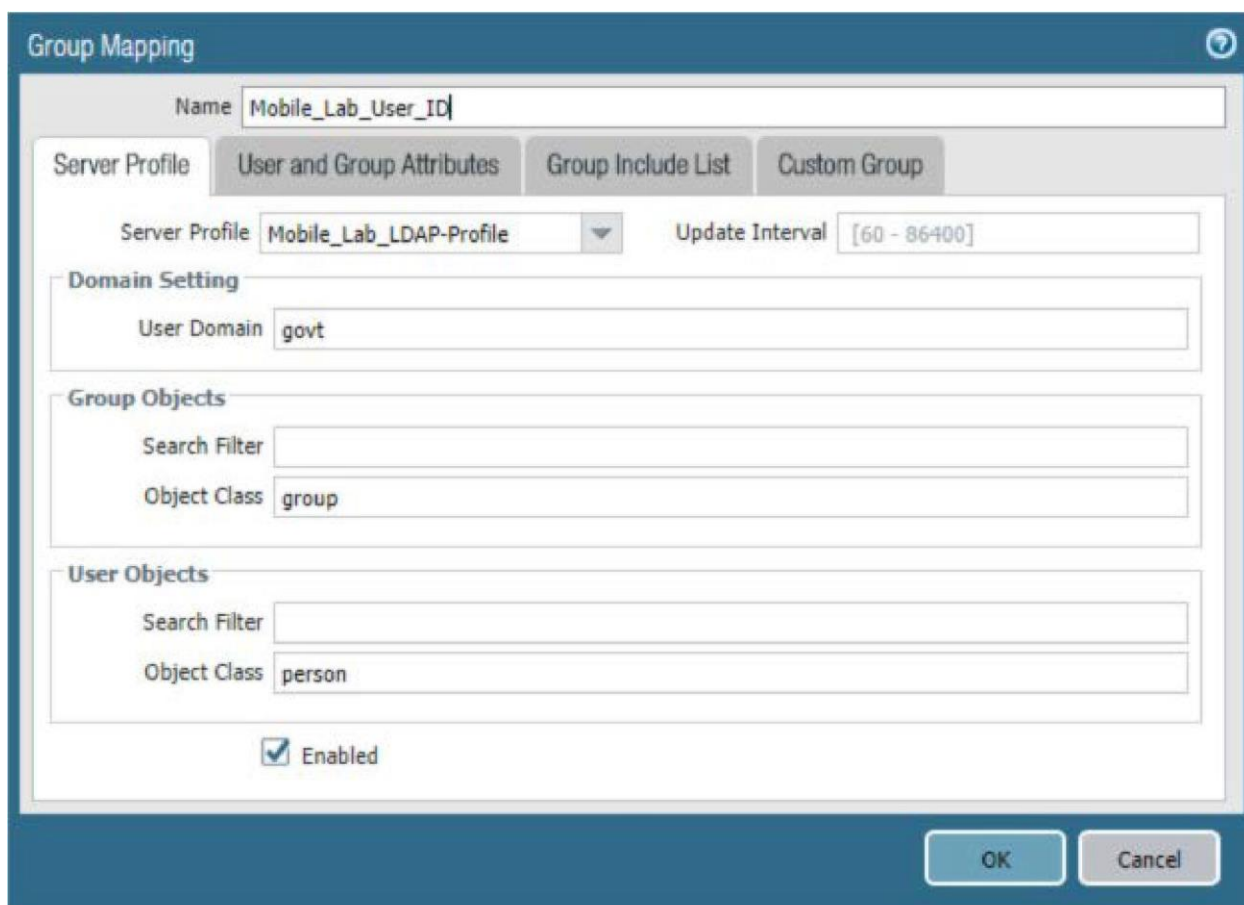 Group Mapping
Name Mobile_Lab_User_ID
Server Profile User and Group Attributes Group Include List Custom Group
Server Profile Mobile_Lab_LDAP-Profile Update Interval [60 - 86400]
Domain Setting
User Domain govt
Group Objects
Search Filter
Object Class group
User Objects
Search Filter
Object Class person
Enabled
OK Cancel